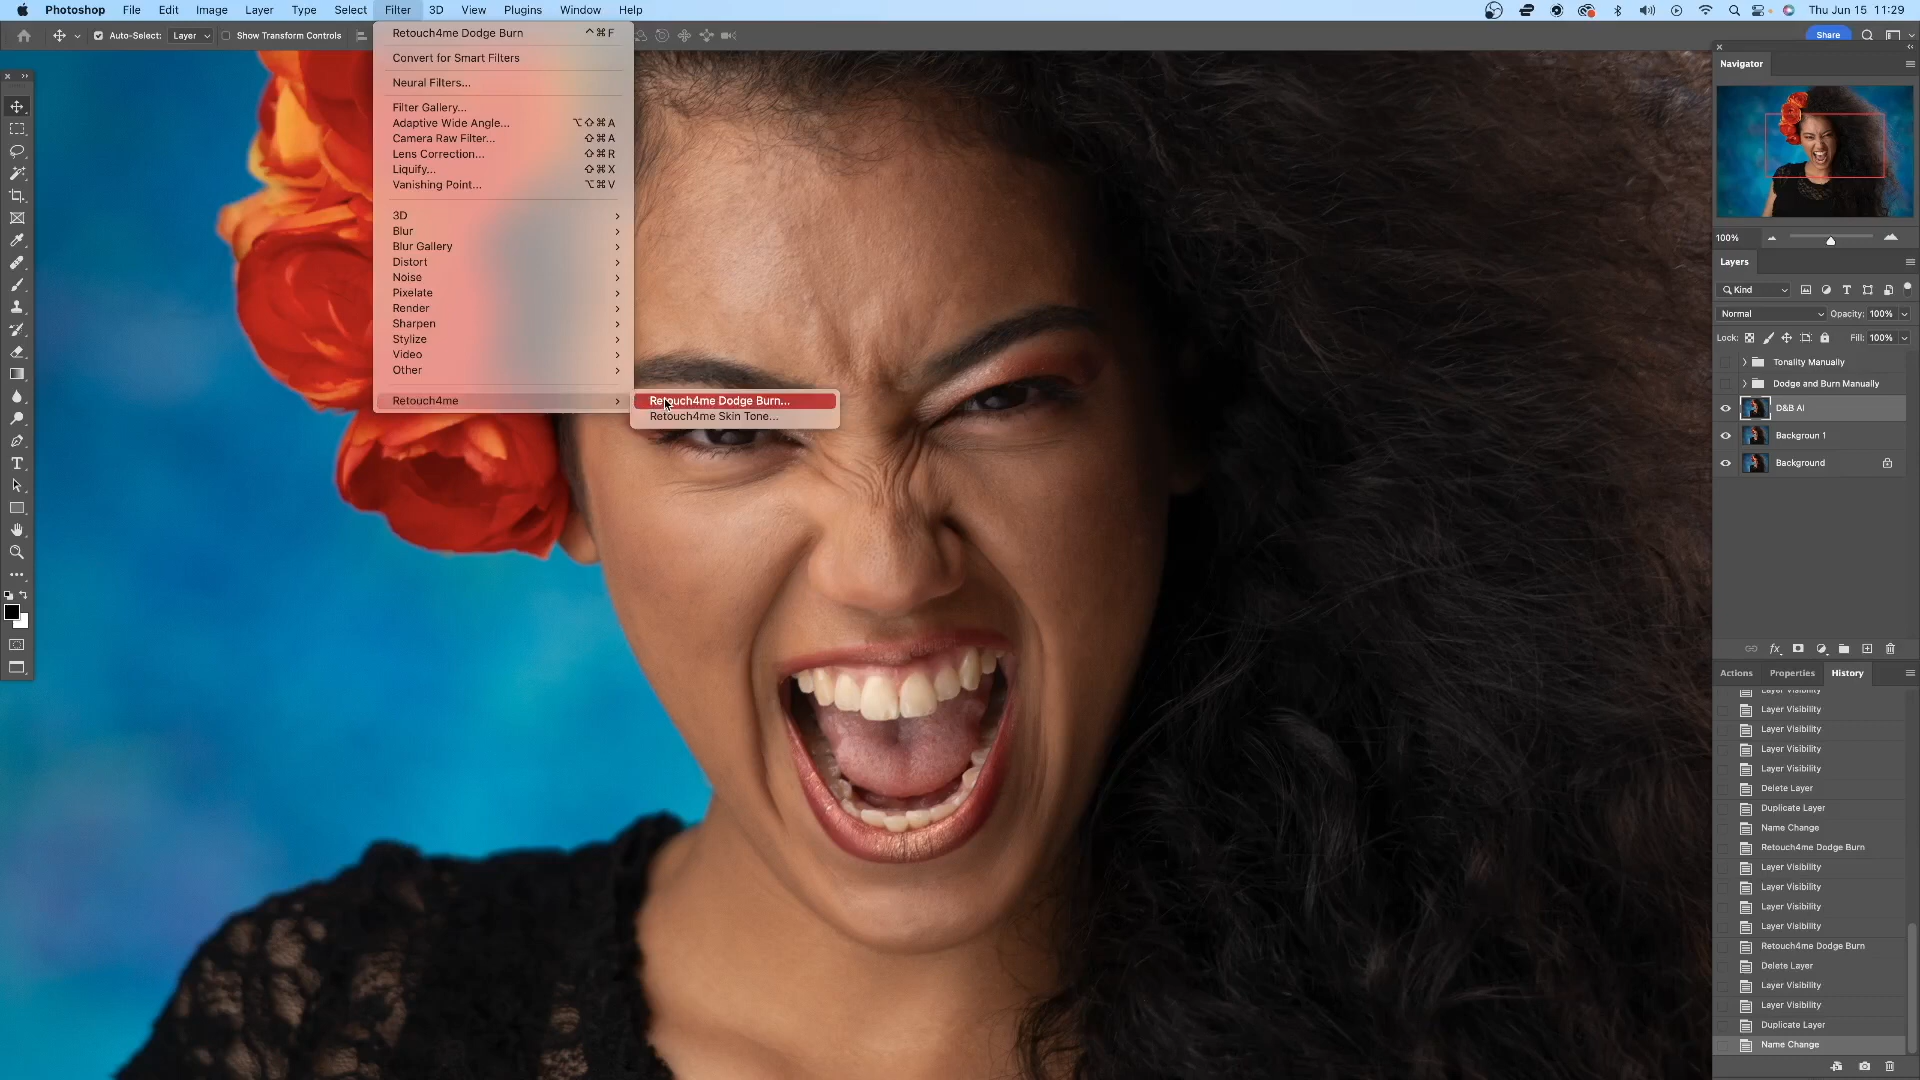 Photoshop File Edit Image Layer Type Select Filter 3D View Plugins Window Help Thu Jun 15 11:29
Auto-Select: Layer Show Transform Controls Share
Retouch4me Dodge Burn ^⌘F
Convert for Smart Filters
Neural Filters...
Filter Gallery...
Adaptive Wide Angle... ⌥⇧⌘A
Camera Raw Filter... ⇧⌘A
Lens Correction... ⇧⌘R
Liquify... ⇧⌘X
Vanishing Point... ⌥⌘V
3D
Blur
Blur Gallery
Distort
Noise
Pixelate
Render
Sharpen
Stylize
Video
Other
Retouch4me
Retouch4me Dodge Burn...
Retouch4me Skin Tone...
Navigator
100%
Layers
Kind
Normal Opacity: 100%
Lock: Fill: 100%
Tonality Manually
Dodge and Burn Manually
D&B AI
Backgroun 1
Background
Actions Properties History
Layer Visibility
Layer Visibility
Layer Visibility
Layer Visibility
Layer Visibility
Delete Layer
Duplicate Layer
Name Change
Retouch4me Dodge Burn
Layer Visibility
Layer Visibility
Layer Visibility
Layer Visibility
Retouch4me Dodge Burn
Delete Layer
Layer Visibility
Layer Visibility
Duplicate Layer
Name Change